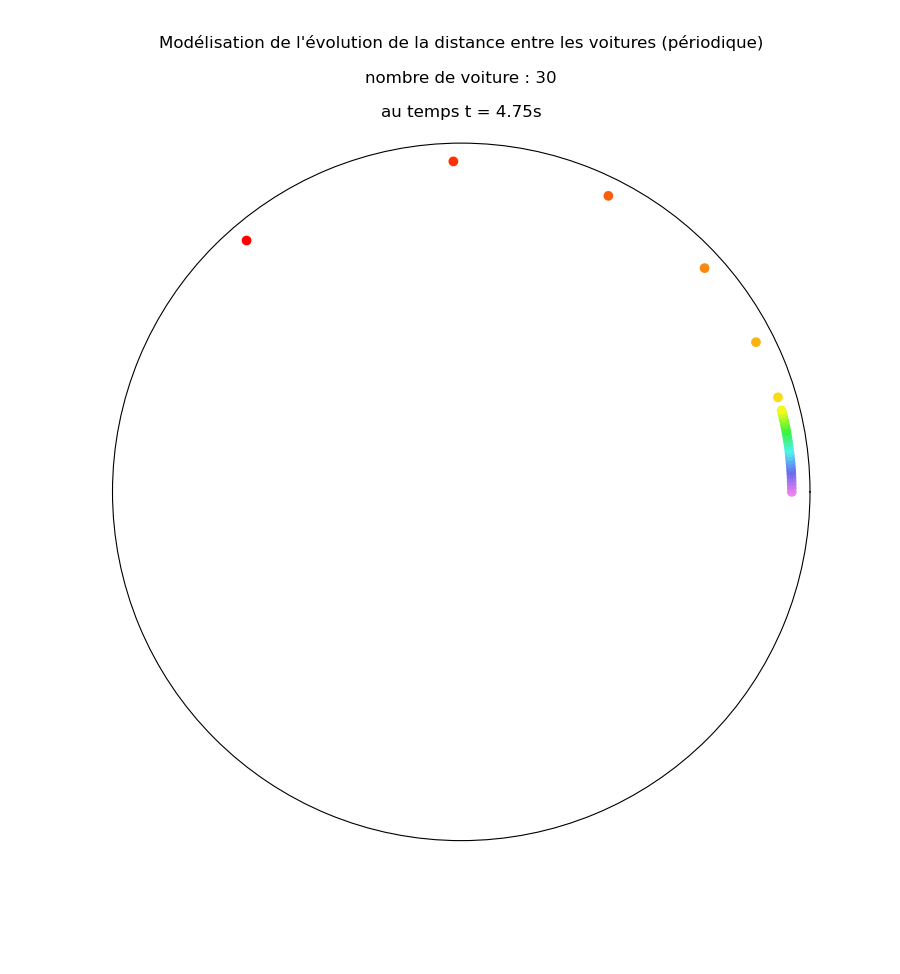 Modélisation de l'évolution de la distance entre les voitures (périodique)
nombre de voiture : 30
au temps t = 4.75s